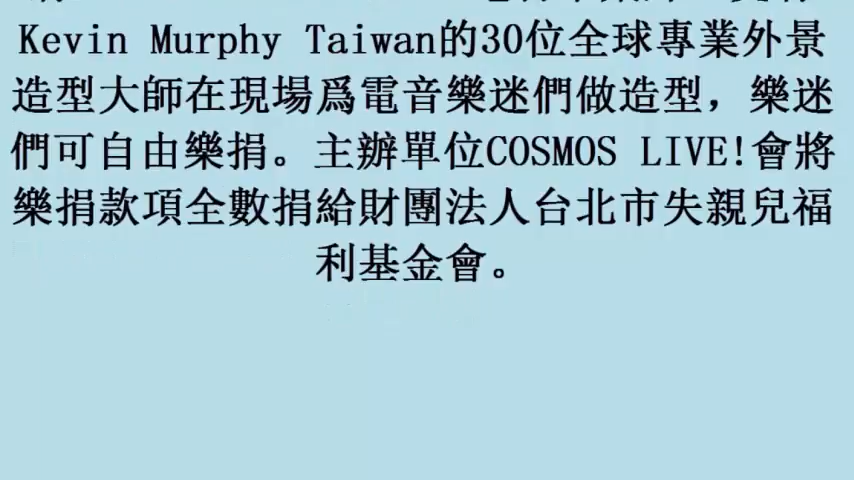 Kevin Murphy Taiwan的30位全球專業外景
造型大師在現場爲電音樂迷們做造型，樂迷
們可自由樂捐。主辦單位COSMOS LIVE!會將
樂捐款項全數捐給財團法人台北市失親兒福
利基金會。